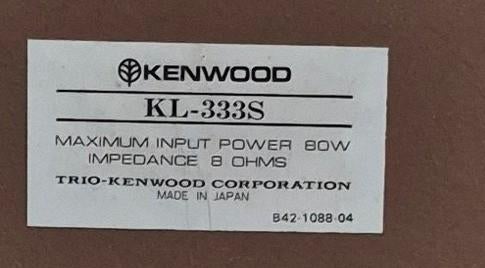 KENWOOD
KL-333S
MAXIMUM INPUT POWER 80W
IMPEDANCE 8 OHMS
TRIO-KENWOOD CORPORATION
MADE IN JAPAN
B42-1088-04